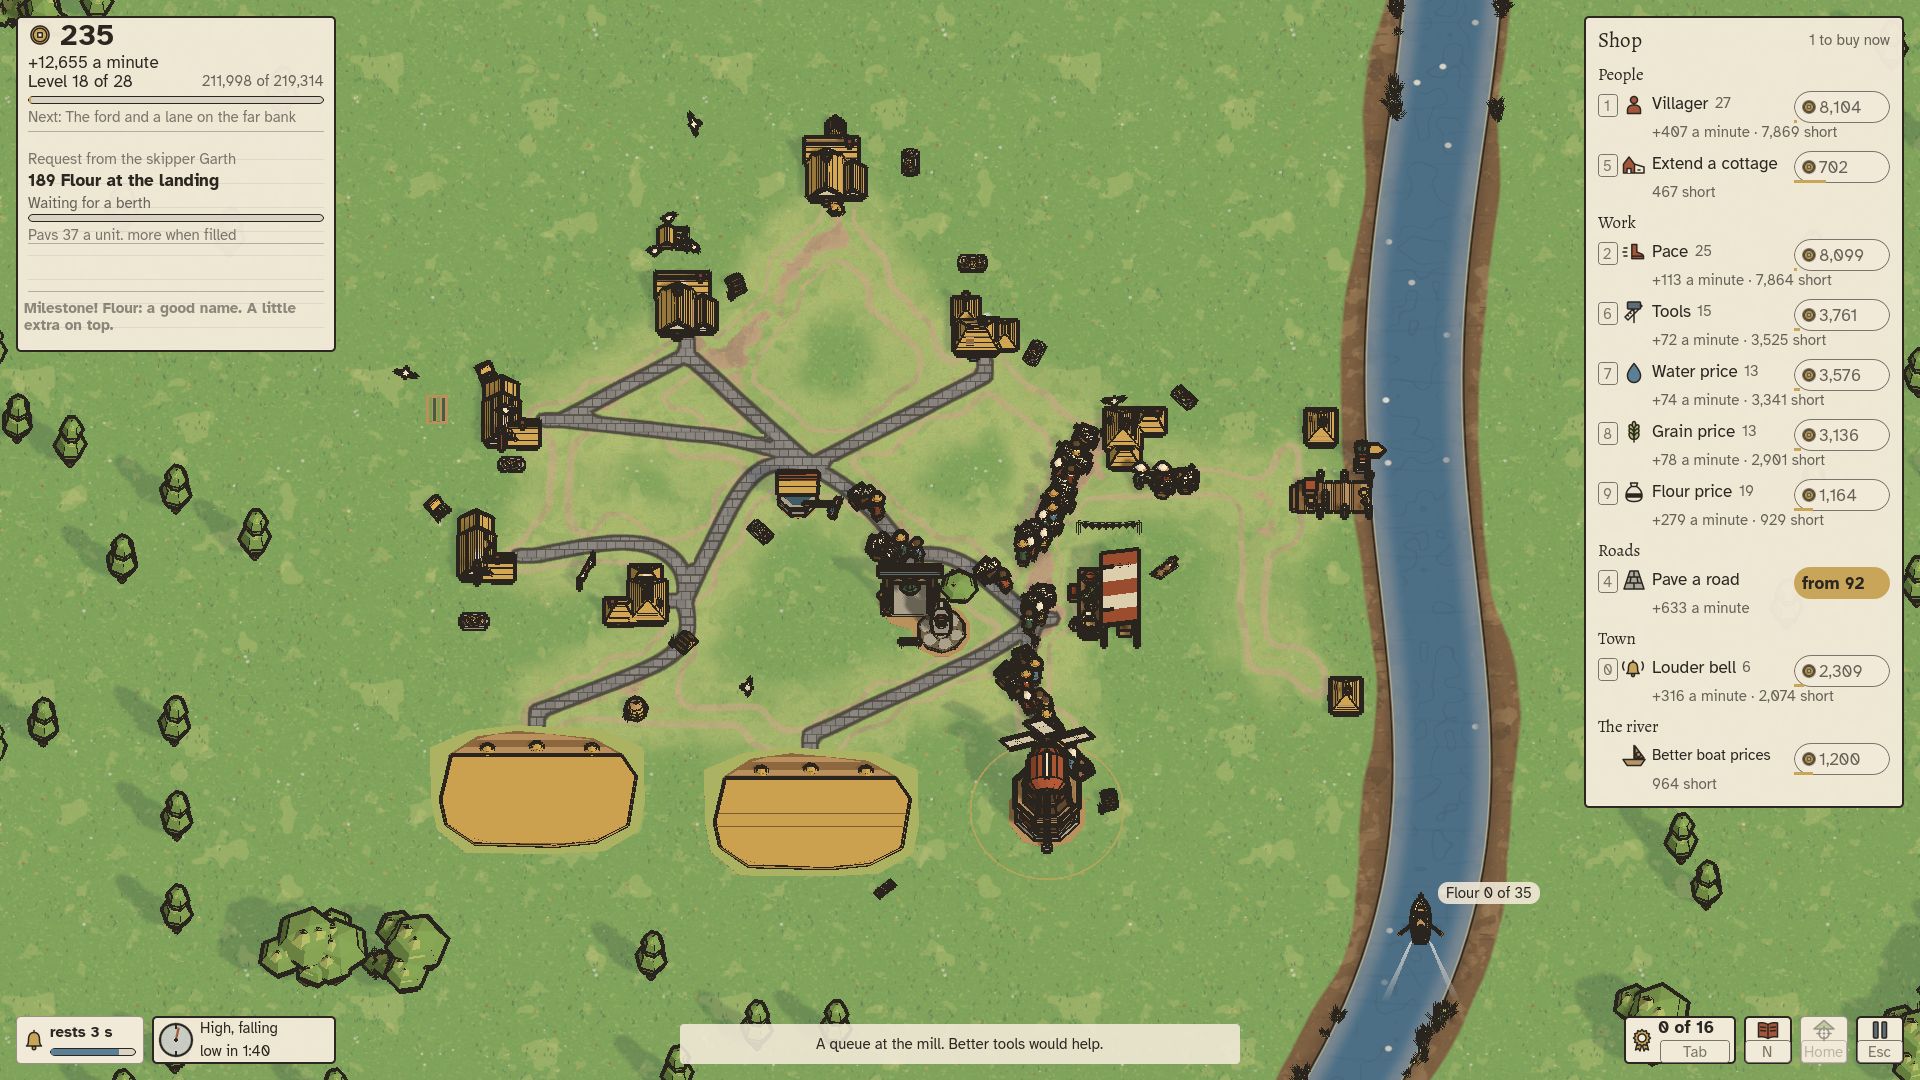 235
+12,655 a minute
Level 18 of 28 211,998 of 219,314
Next: The ford and a lane on the far bank
Request from the skipper Garth
189 Flour at the landing
Waiting for a berth
Pays 37 a unit. more when filled
Milestone! Flour: a good name. A little
extra on top.
Shop 1 to buy now
People
1 Villager 27 8,104
+407 a minute · 7,869 short
5 Extend a cottage 702
467 short
Work
2 Pace 25 8,099
+113 a minute · 7,864 short
6 Tools 15 3,761
+72 a minute · 3,525 short
7 Water price 13 3,576
+74 a minute · 3,341 short
8 Grain price 13 3,136
+78 a minute · 2,901 short
9 Flour price 19 1,164
+279 a minute · 929 short
Roads
4 Pave a road from 92
+633 a minute
Town
0 Louder bell 6 2,309
+316 a minute · 2,074 short
The river
Better boat prices 1,200
964 short
Flour 0 of 35
rests 3 s
High, falling
low in 1:40
A queue at the mill. Better tools would help.
0 of 16
Tab
N
Home
Esc